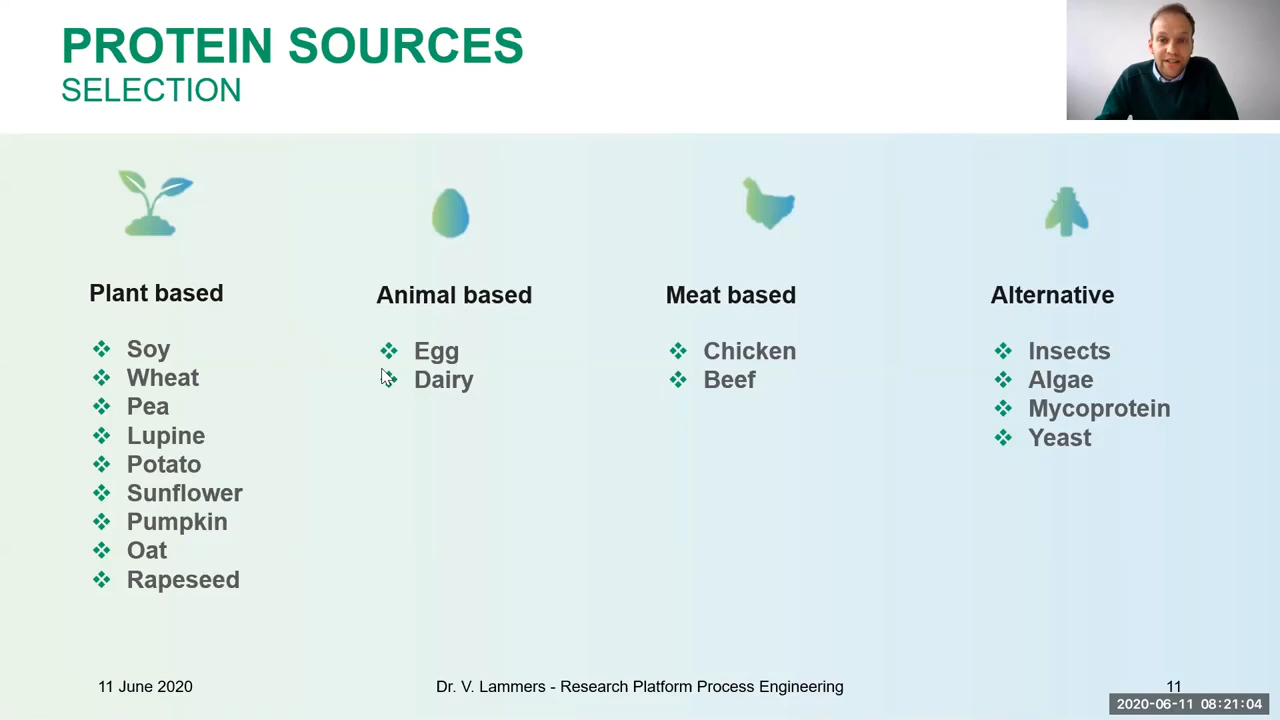 PROTEIN SOURCES
SELECTION
Plant based
Soy
Wheat
Pea
Lupine
Potato
Sunflower
Pumpkin
Oat
Rapeseed
Animal based
Egg
Dairy
Meat based
Chicken
Beef
Alternative
Insects
Algae
Mycoprotein
Yeast
11 June 2020
Dr. V. Lammers - Research Platform Process Engineering
11
2020-06-11 08:21:04